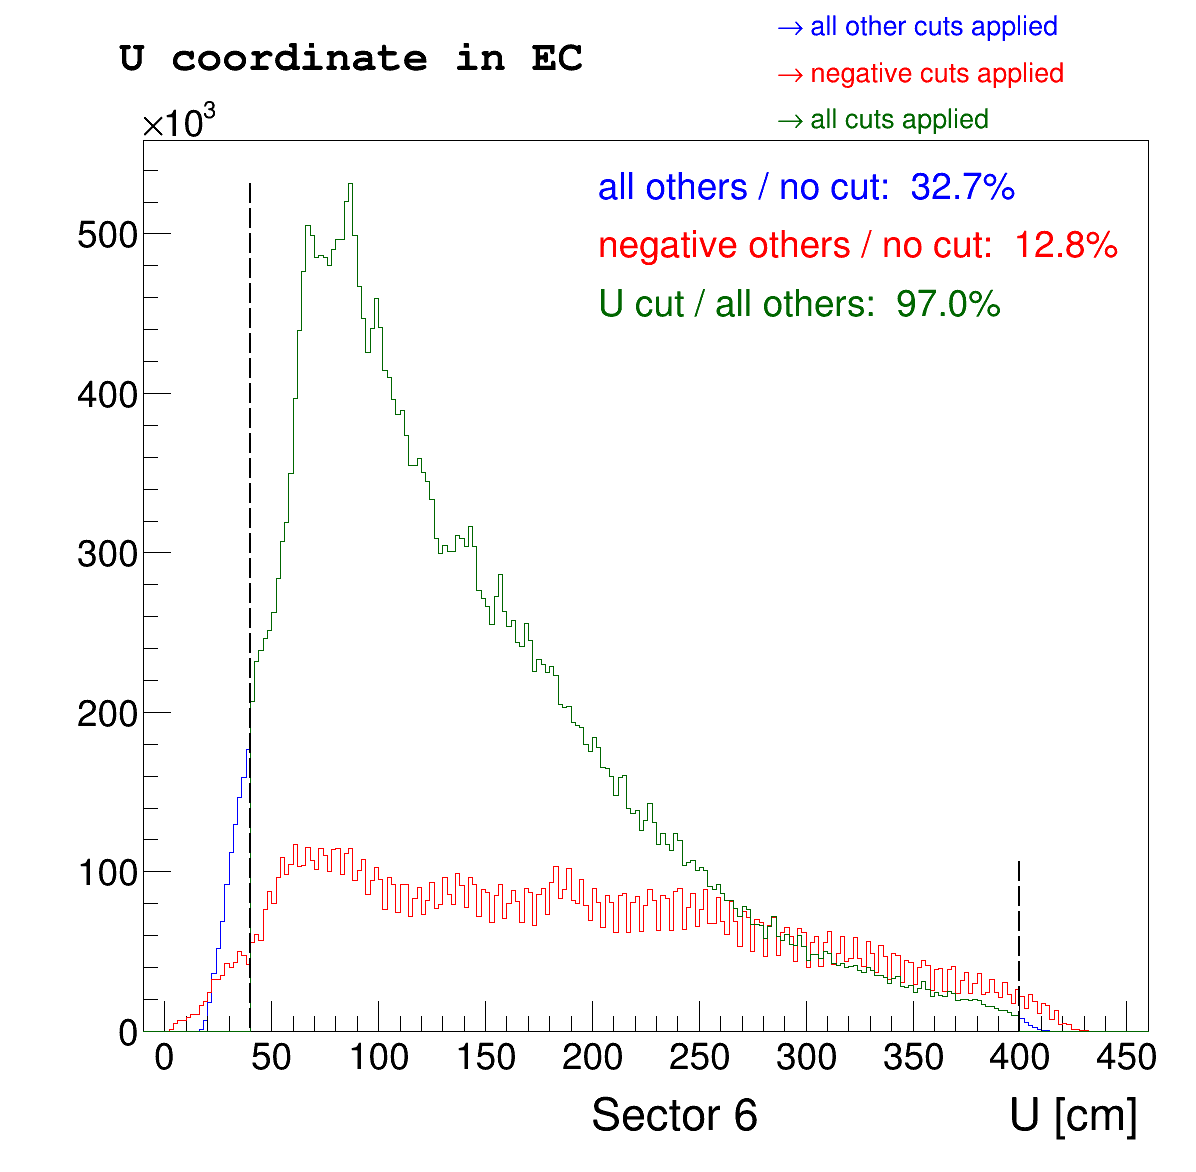 → all other cuts applied
U coordinate in EC
→ negative cuts applied
→ all cuts applied
×10³
all others / no cut: 32.7%
negative others / no cut: 12.8%
U cut / all others: 97.0%
500
400
300
200
100
0
0 50 100 150 200 250 300 350 400 450
Sector 6
U [cm]